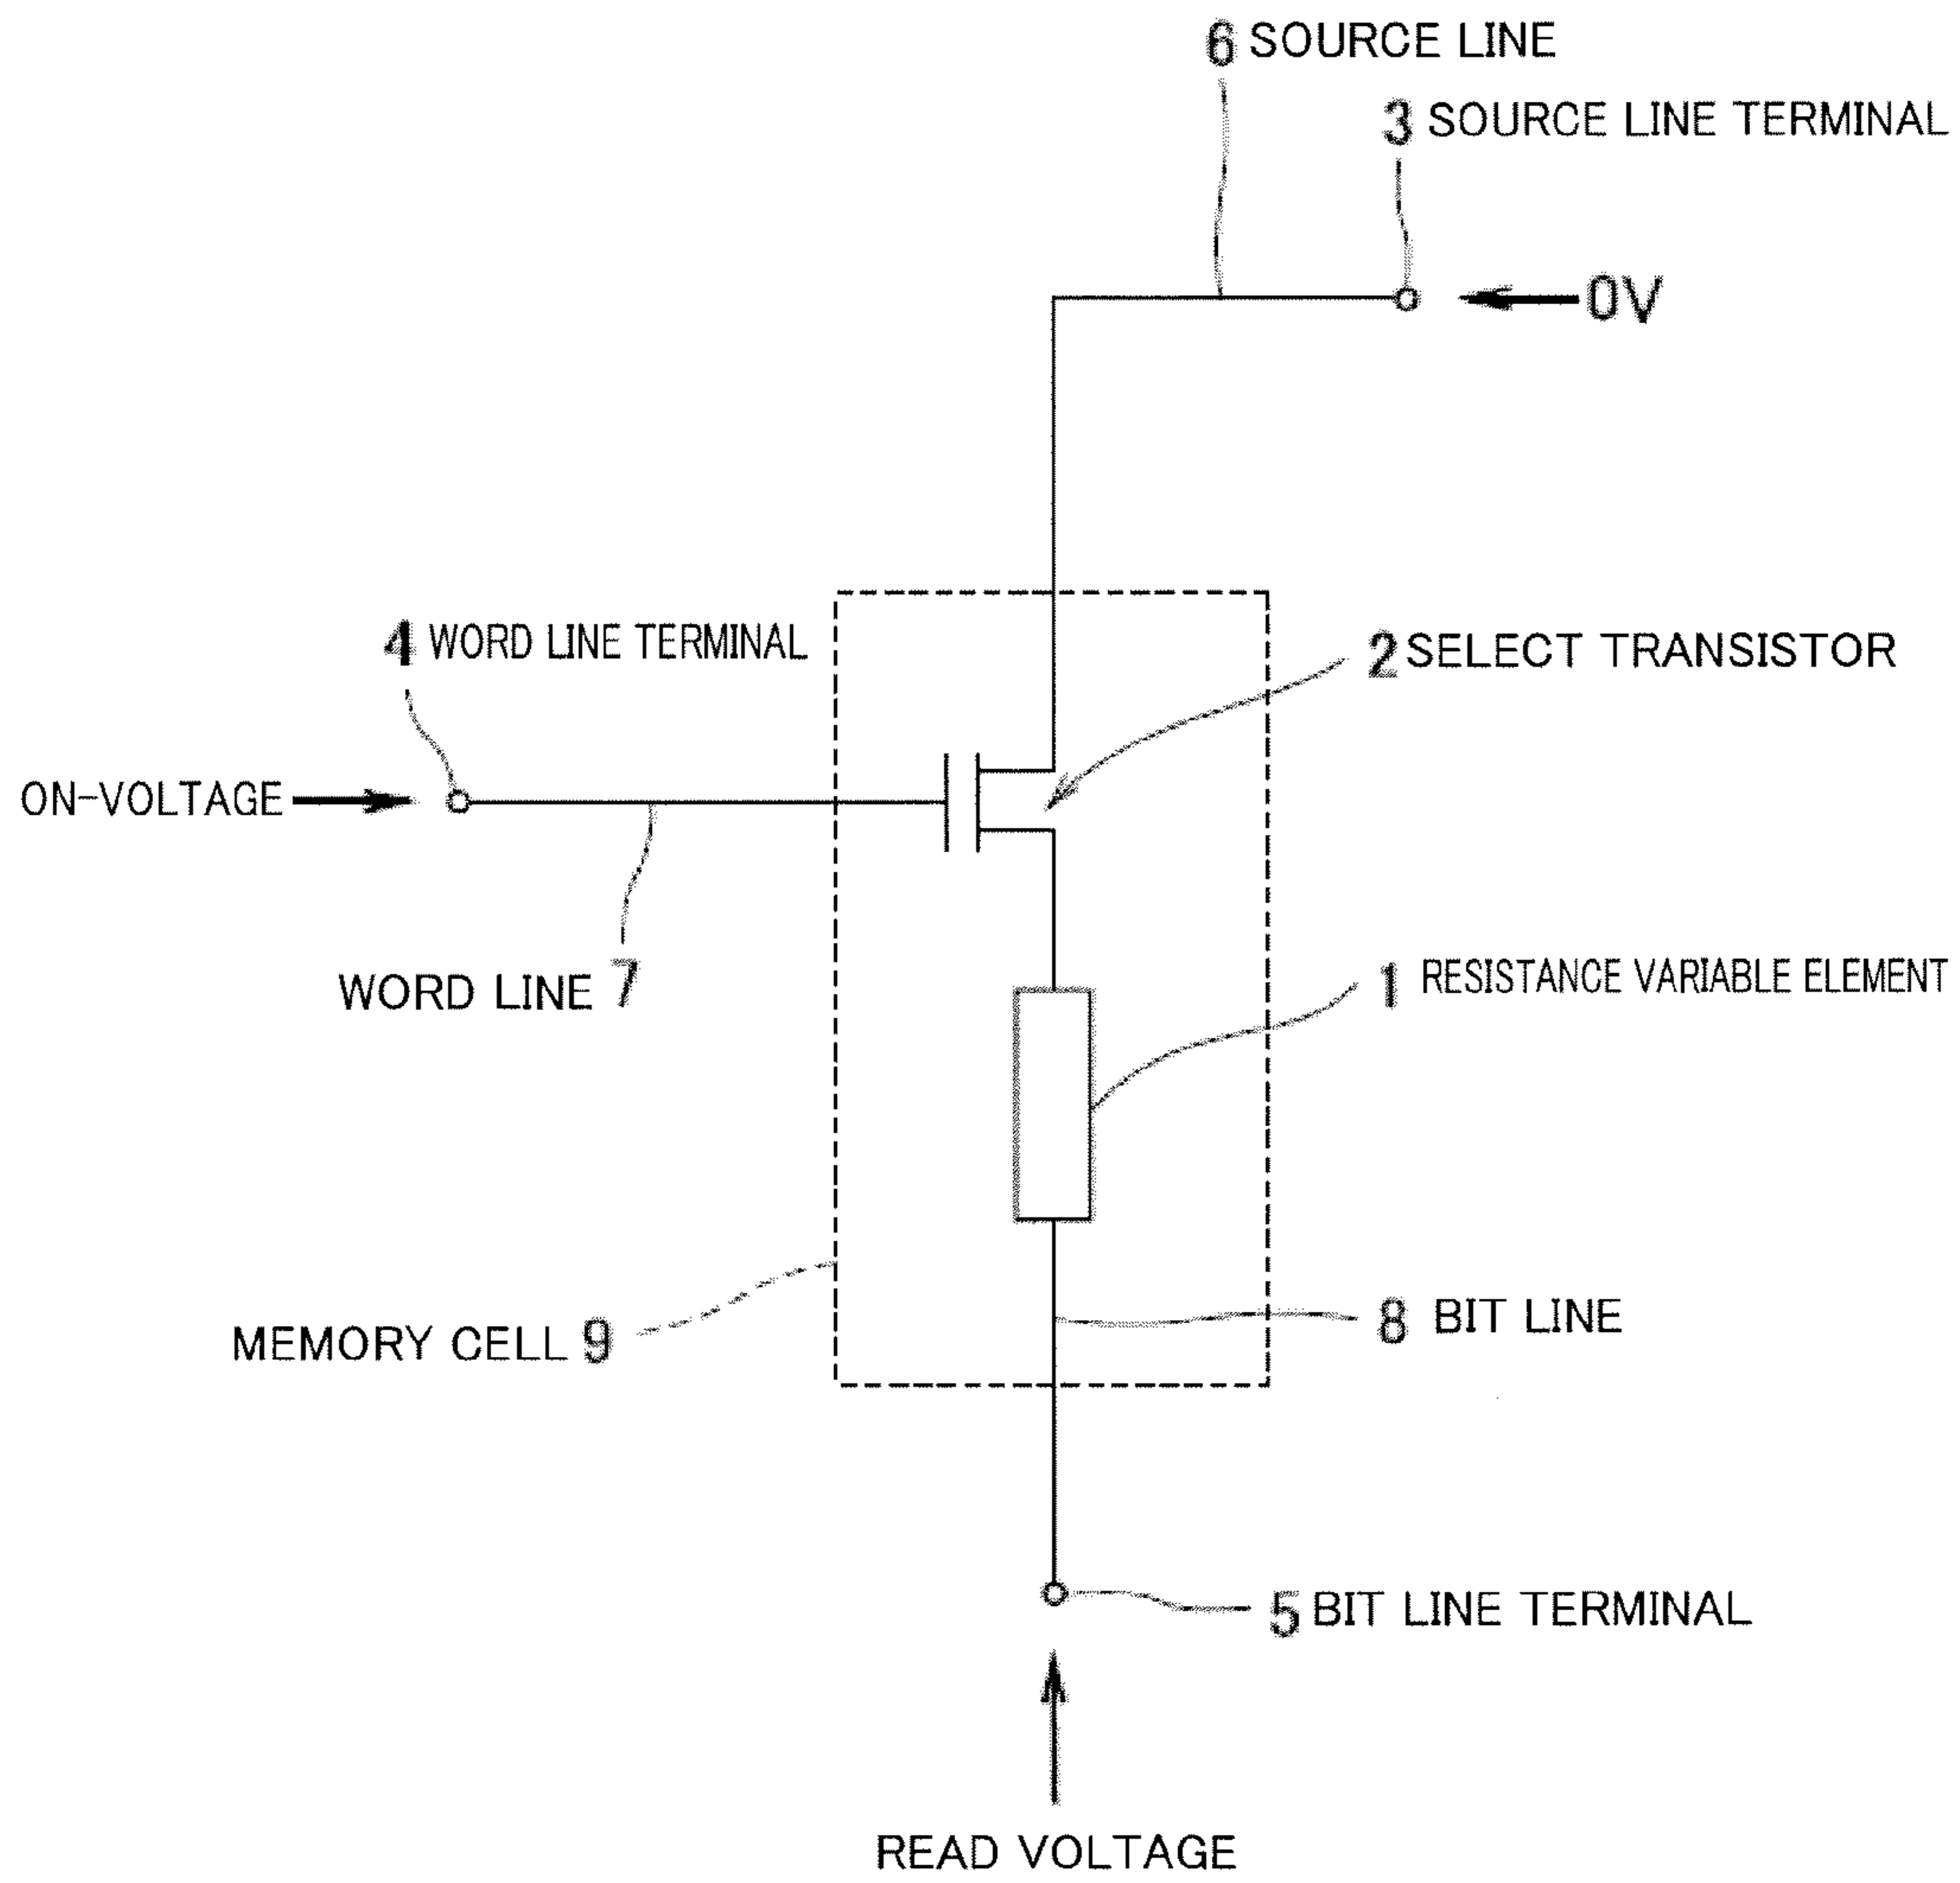 6 SOURCE LINE
3 SOURCE LINE TERMINAL
0V
4 WORD LINE TERMINAL
2 SELECT TRANSISTOR
ON-VOLTAGE
1 RESISTANCE VARIABLE ELEMENT
WORD LINE 7
8 BIT LINE
MEMORY CELL 9
5 BIT LINE TERMINAL
READ VOLTAGE